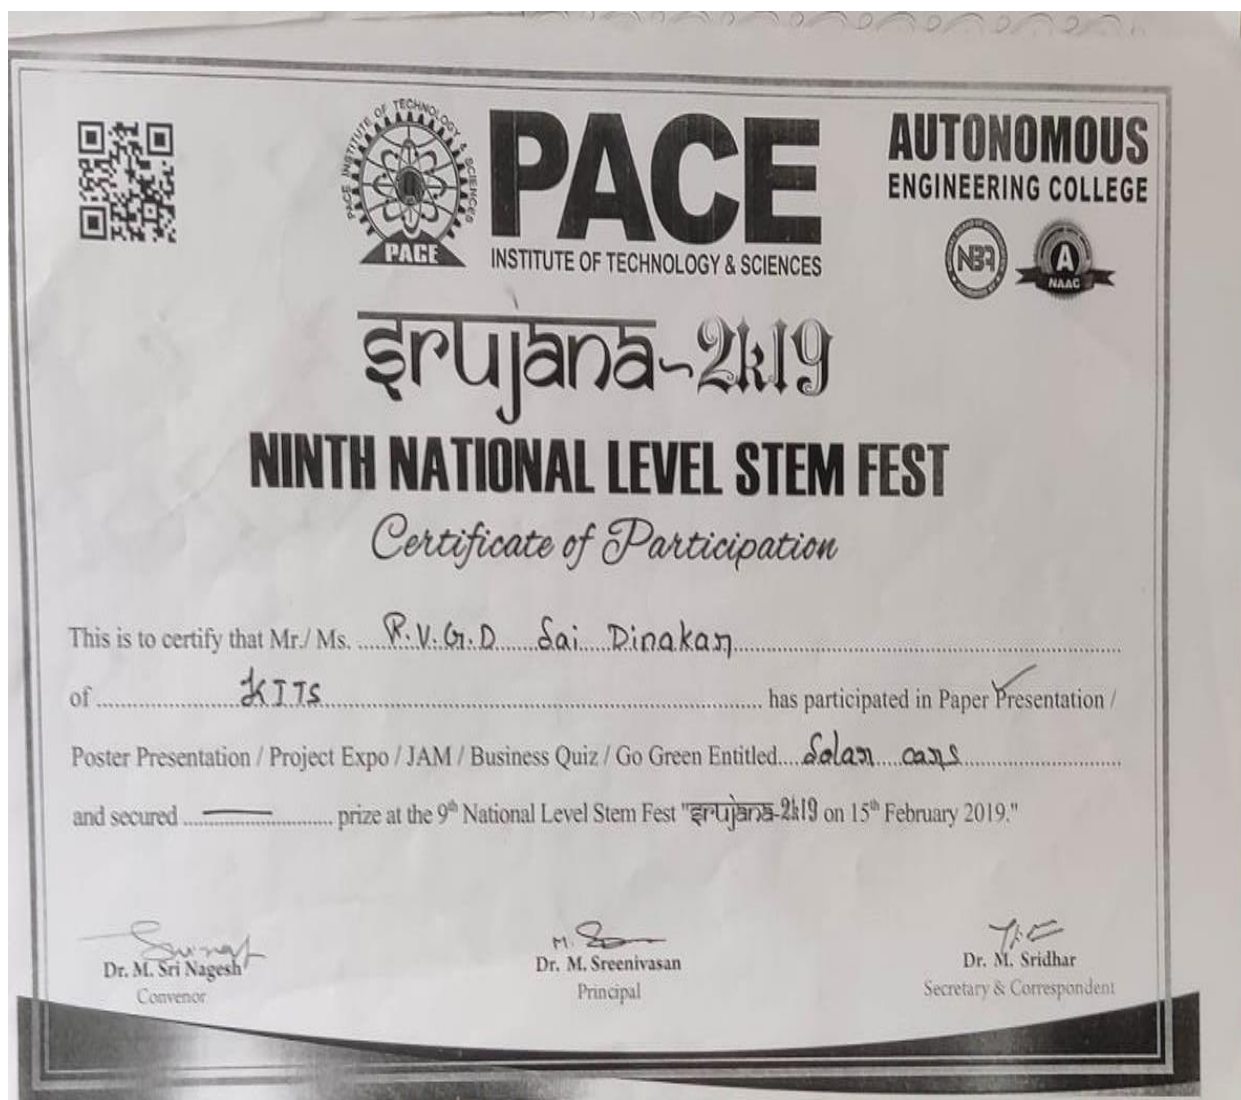 PACE INSTITUTE OF TECHNOLOGY & SCIENCES
PACE
PACE
INSTITUTE OF TECHNOLOGY & SCIENCES
AUTONOMOUS
ENGINEERING COLLEGE
NBA
A
NAAC
srujana-2k19
NINTH NATIONAL LEVEL STEM FEST
Certificate of Participation
This is to certify that Mr./ Ms. R.V.G.D Sai Dinakar
of KITS has participated in Paper Presentation /
Poster Presentation / Project Expo / JAM / Business Quiz / Go Green Entitled Solar cars
and secured prize at the 9th National Level Stem Fest "srujana-2k19 on 15th February 2019."
M.
Dr. M. Sri Nagesh
Convenor
Dr. M. Sreenivasan
Principal
Dr. M. Sridhar
Secretary & Correspondent